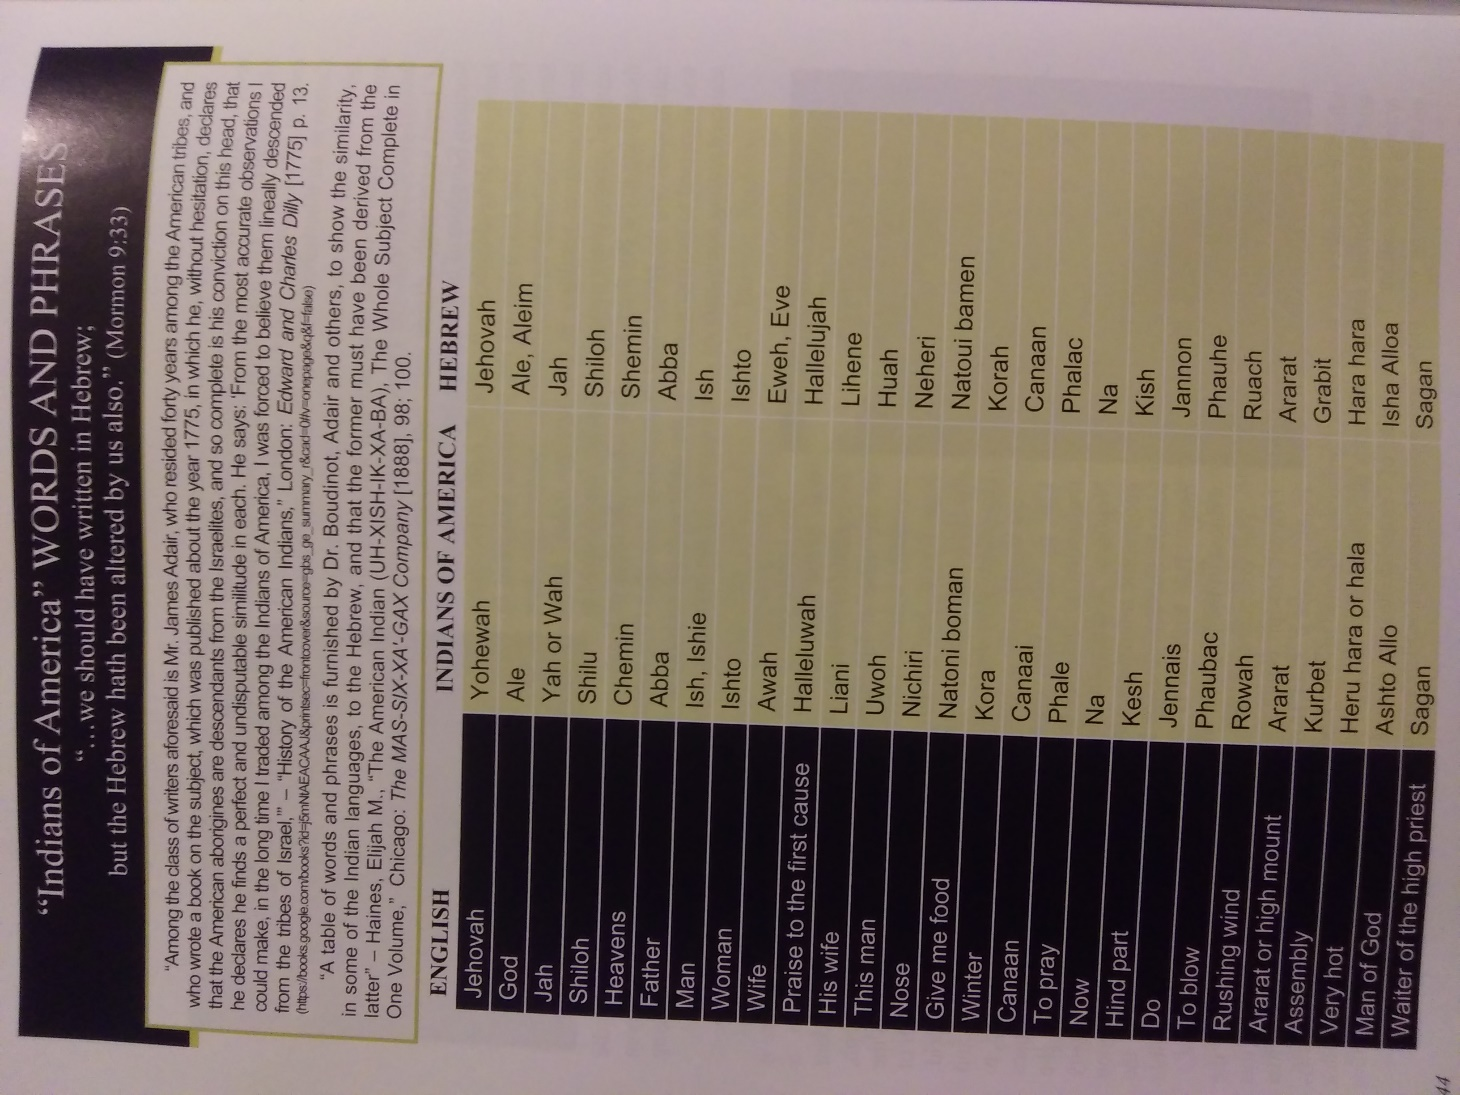 "Indians of America" WORDS AND PHRASES
"...we should have written in Hebrew;
but the Hebrew hath been altered by us also." (Mormon 9:33)
"Among the class of writers aforesaid is Mr. James Adair, who resided forty years among the American tribes, and
who wrote a book on the subject, which was published about the year 1775, in which he, without hesitation, declares
that the American aborigines are descendants from the Israelites, and so complete is his conviction on this head, that
he declares he finds a perfect and undisputable similitude in each. He says: 'From the most accurate observations I
could make, in the long time I traded among the Indians of America, I was forced to believe them lineally descended
from the tribes of Israel,'" – "History of the American Indians," London: Edward and Charles Dilly [1775] p. 13.
(https://books.google.com/books?id=j5mNtAEACAAJ&printsec=frontcover&source=gbs_ge_summary_r&cad=0#v=onepage&q&f=false)
"A table of words and phrases is furnished by Dr. Boudinot, Adair and others, to show the similarity,
in some of the Indian languages, to the Hebrew, and that the former must have been derived from the
latter" – Haines, Elijah M., "The American Indian (UH-XISH-IK-XA-BA), The Whole Subject Complete in
One Volume," Chicago: The MAS-SIX-XA'-GAX Company [1888], 98; 100.
ENGLISH INDIANS OF AMERICA HEBREW
Jehovah Yohewah Jehovah
God Ale Ale, Aleim
Jah Yah or Wah Jah
Shiloh Shilu Shiloh
Heavens Chemin Shemin
Father Abba Abba
Man Ish, Ishie Ish
Woman Ishto Ishto
Wife Awah Eweh, Eve
Praise to the first cause Halleluwah Hallelujah
His wife Liani Lihene
This man Uwoh Huah
Nose Nichiri Neheri
Give me food Natoni boman Natoui bamen
Winter Kora Korah
Canaan Canaai Canaan
To pray Phale Phalac
Now Na Na
Hind part Kesh Kish
Do Jennais Jannon
To blow Phaubac Phauhe
Rushing wind Rowah Ruach
Ararat or high mount Ararat Ararat
Assembly Kurbet Grabit
Very hot Heru hara or hala Hara hara
Man of God Ashto Allo Isha Alloa
Waiter of the high priest Sagan Sagan
44